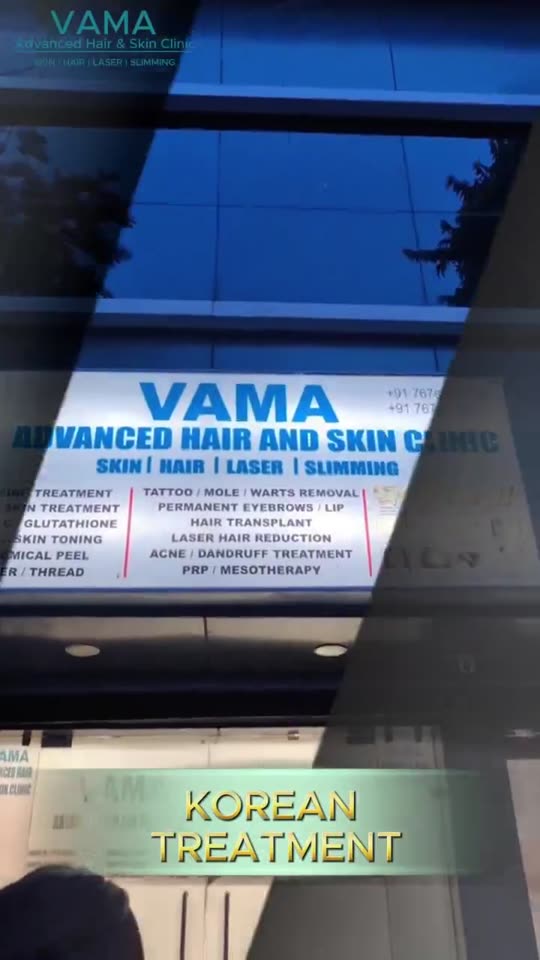 VAMA
Advanced Hair & Skin Clinic
SKIN | HAIR | LASER | SLIMMING
VAMA
+91
+91
ADVANCED HAIR AND SKIN CLINIC
SKIN | HAIR | LASER | SLIMMING
TREATMENT
SKIN TREATMENT
/ GLUTATHIONE
SKIN TONING
PEEL
/ THREAD
TATTOO / MOLE / WARTS REMOVAL
PERMANENT EYEBROWS / LIP
HAIR TRANSPLANT
LASER HAIR REDUCTION
ACNE / DANDRUFF TREATMENT
PRP / MESOTHERAPY
KOREAN
TREATMENT